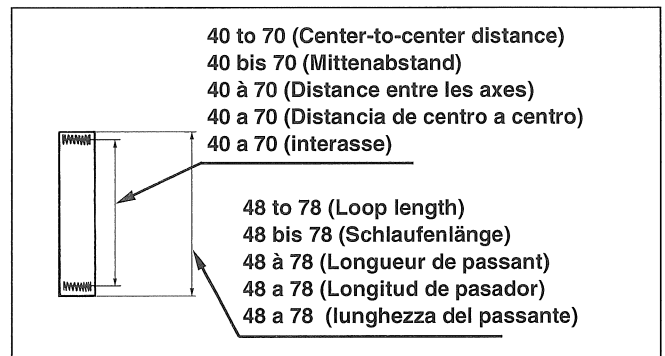 40 to 70 (Center-to-center distance)
40 bis 70 (Mittenabstand)
40 à 70 (Distance entre les axes)
40 a 70 (Distancia de centro a centro)
40 a 70 (interasse)
48 to 78 (Loop length)
48 bis 78 (Schlaufenlänge)
48 à 78 (Longueur de passant)
48 a 78 (Longitud de pasador)
48 a 78 (lunghezza del passante)